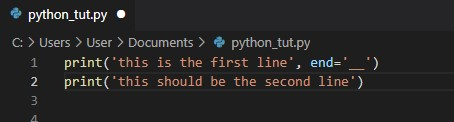 python_tut.py
C: > Users > User > Documents > python_tut.py
1 print('this is the first line', end='__')
2 print('this should be the second line')
3
4